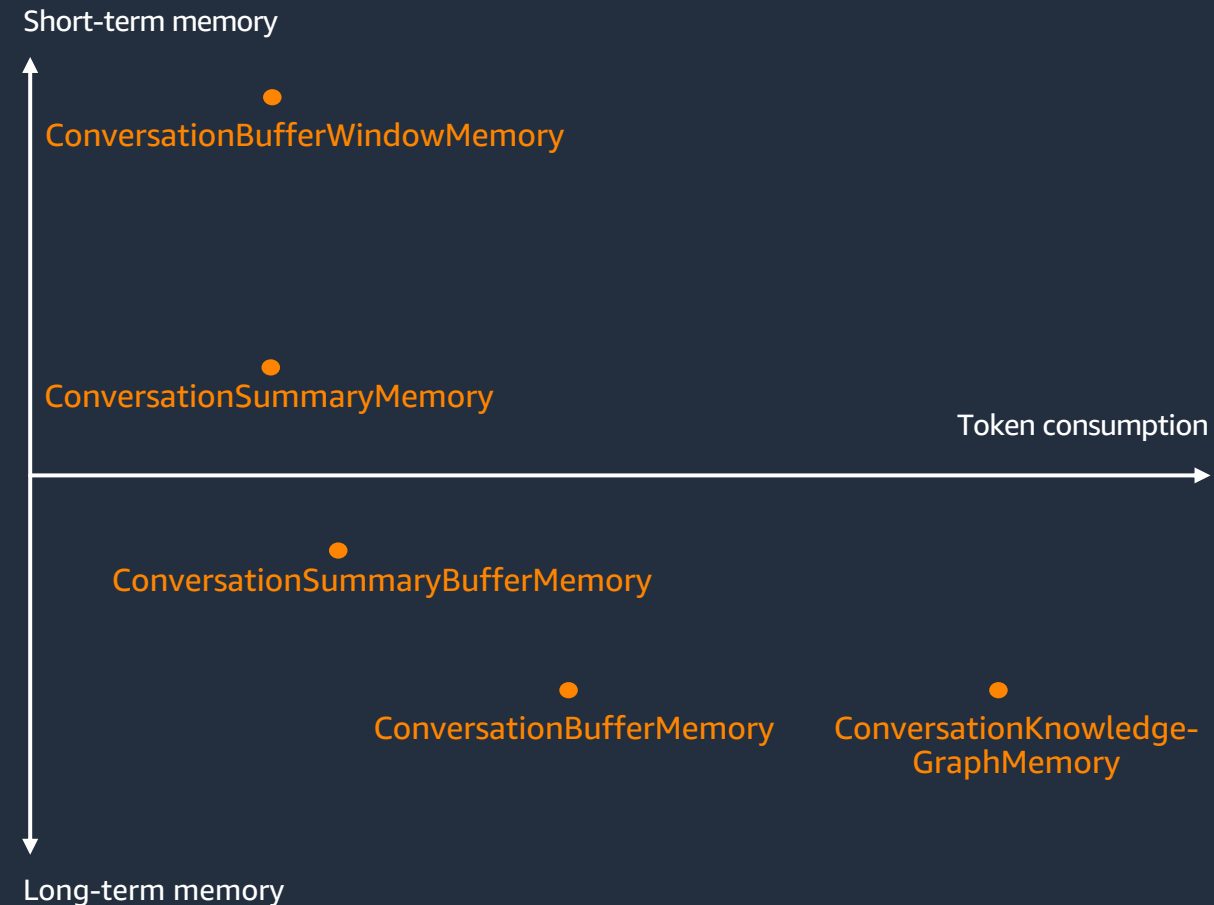 Short-term memory
ConversationBufferWindowMemory
ConversationSummaryMemory
Token consumption
ConversationSummaryBufferMemory
ConversationBufferMemory
ConversationKnowledge-
GraphMemory
Long-term memory